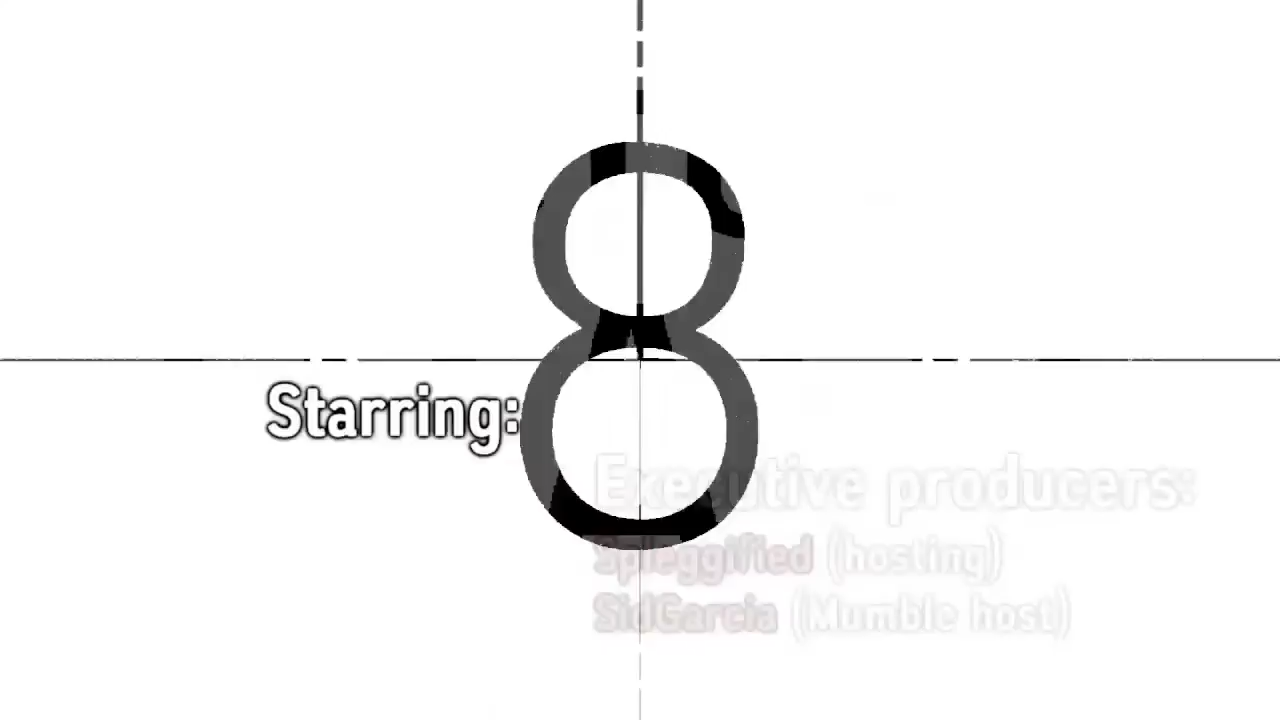 8
Starring:
Executive producers:
Spleggified (hosting)
SidGarcia (Mumble host)